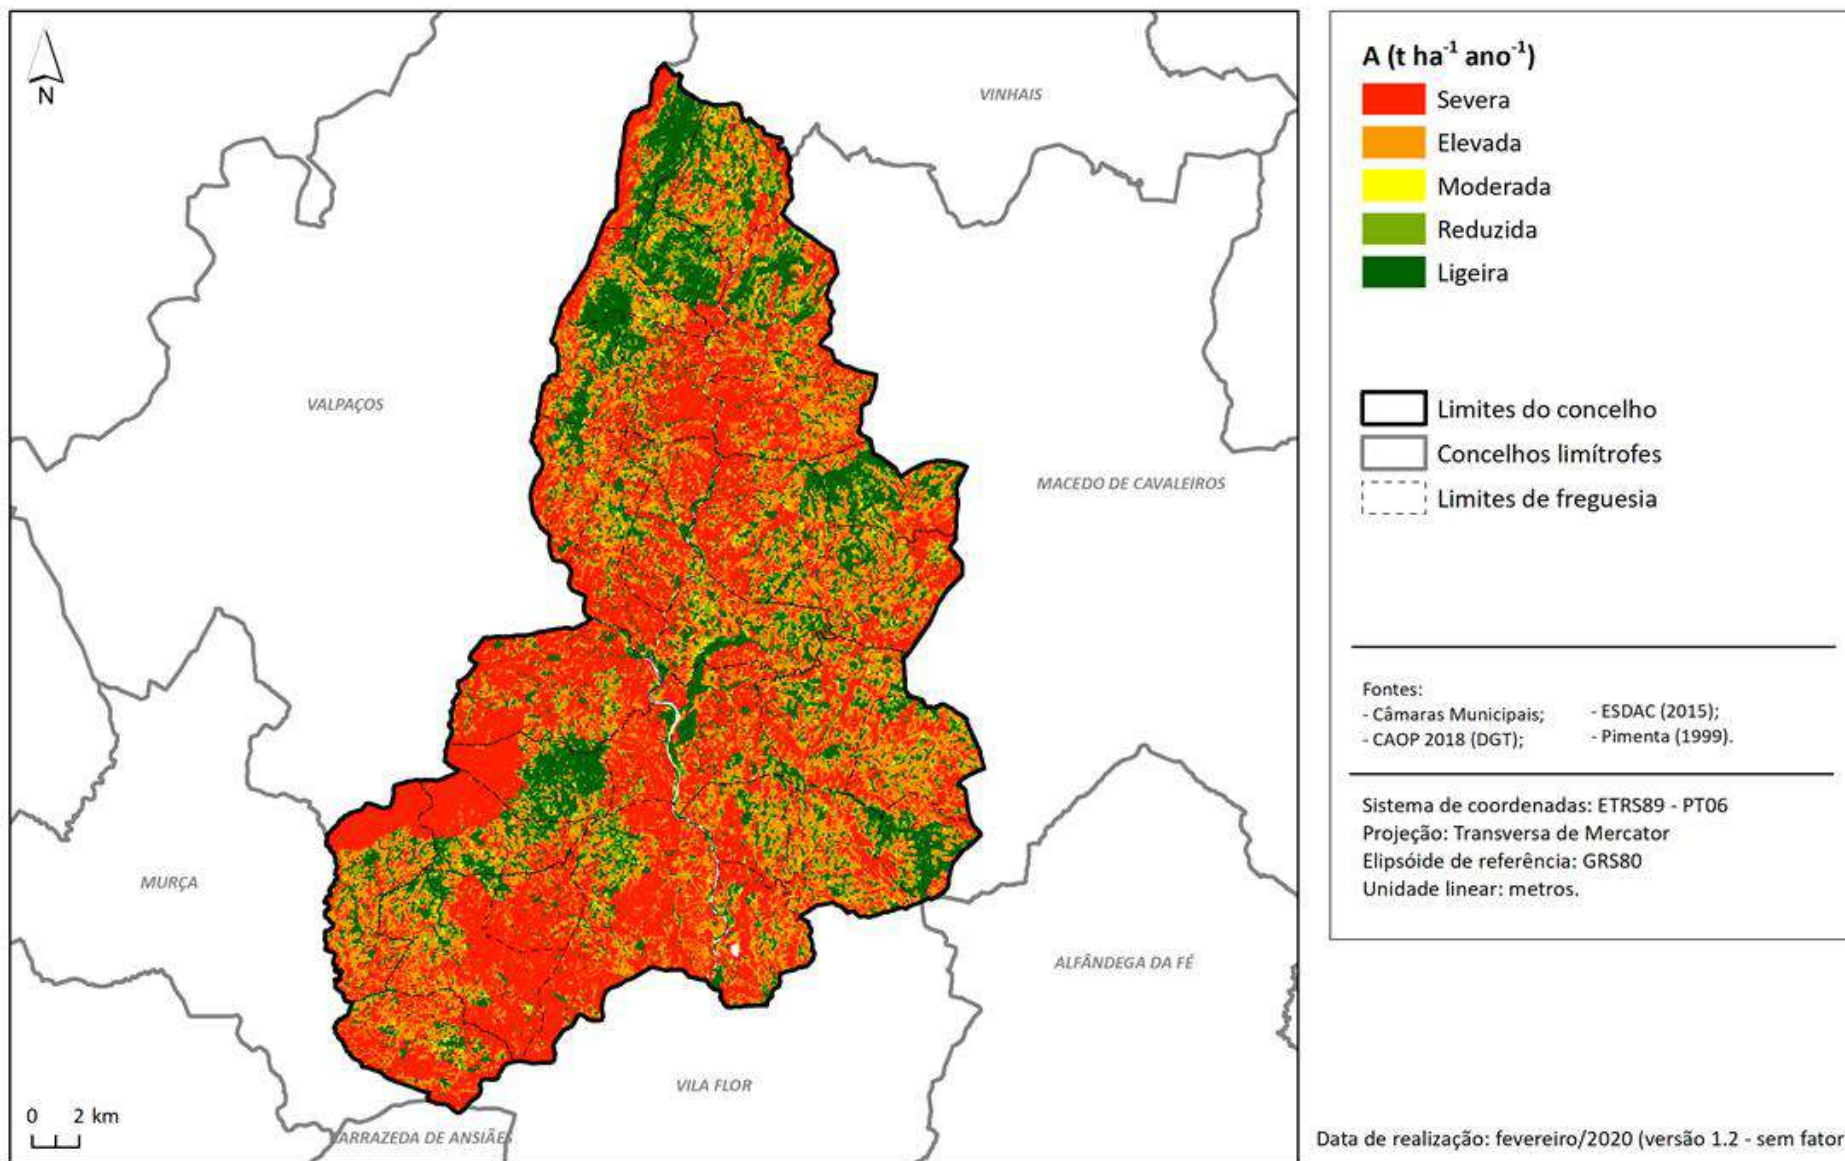 N
VINHAIS
VALPAÇOS
MACEDO DE CAVALEIROS
MURÇA
ALFÂNDEGA DA FÉ
VILA FLOR
ARRAZEDA DE ANSIÃES
0 2 km
A (t ha⁻¹ ano⁻¹)
Severa
Elevada
Moderada
Reduzida
Ligeira
Limites do concelho
Concelhos limítrofes
Limites de freguesia
Fontes:
- Câmaras Municipais; - ESDAC (2015);
- CAOP 2018 (DGT); - Pimenta (1999).
Sistema de coordenadas: ETRS89 - PT06
Projeção: Transversa de Mercator
Elipsóide de referência: GRS80
Unidade linear: metros.
Data de realização: fevereiro/2020 (versão 1.2 - sem fator